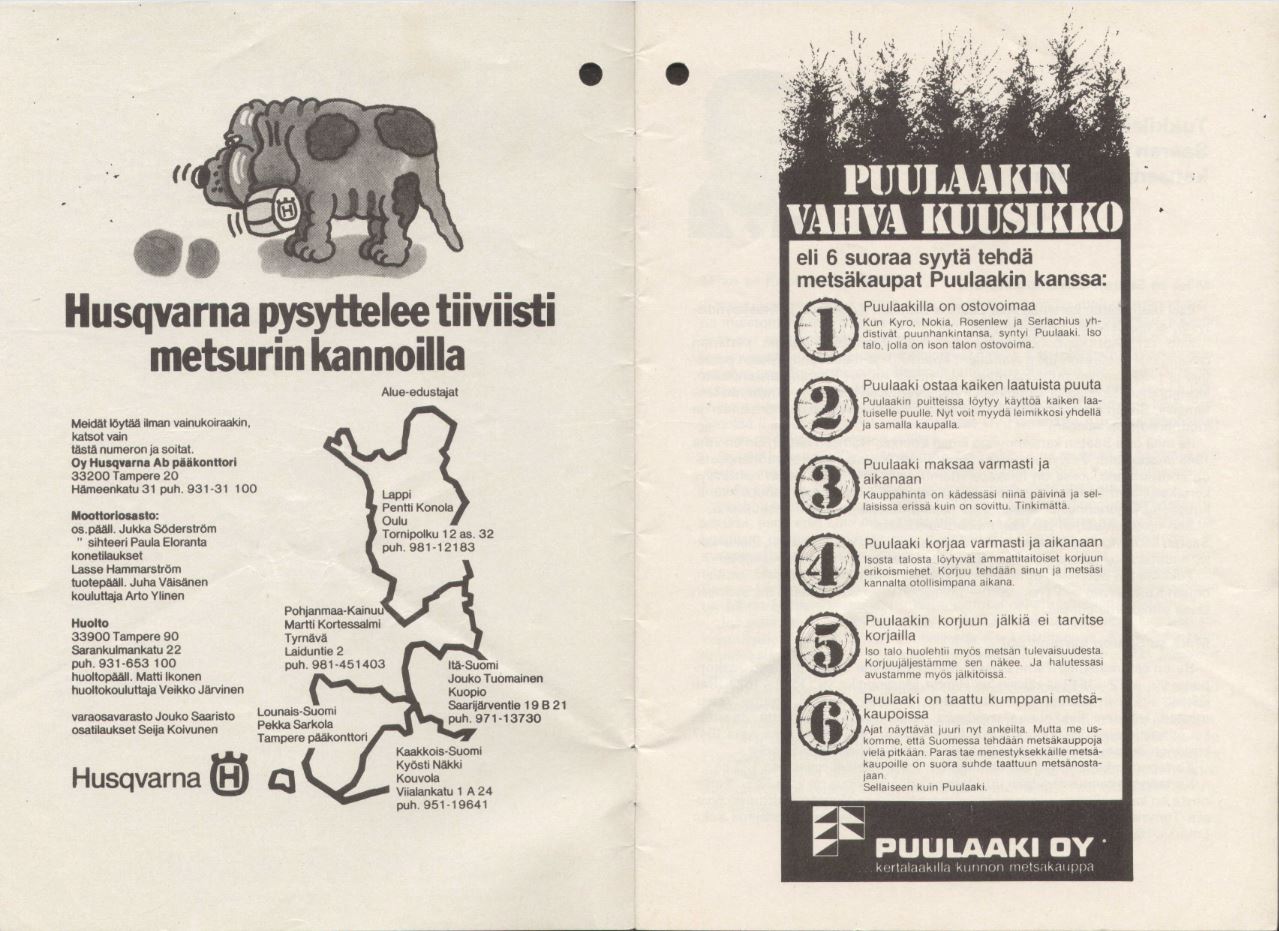 Husqvarna pysyttelee tiiviisti
metsurin kannoilla
Alue-edustajat
Meidät löytää ilman vainukoiraakin,
katsot vain
tästä numeron ja soitat.
Oy Husqvarna Ab pääkonttori
33200 Tampere 20
Hämeenkatu 31 puh. 931-31 100
Moottoriosasto:
os.pääll. Jukka Söderström
" sihteeri Paula Eloranta
konetilaukset
Lasse Hammarström
tuotepääll. Juha Väisänen
kouluttaja Arto Ylinen
Huolto
33900 Tampere 90
Sarankulmankatu 22
puh. 931-653 100
huoltopääll. Matti Ikonen
huoltokouluttaja Veikko Järvinen
varaosavarasto Jouko Saaristo
osatilaukset Seija Koivunen
Husqvarna H
Lappi
Pentti Konola
Oulu
Tornipolku 12 as. 32
puh. 981-12183
Pohjanmaa-Kainuu
Martti Kortessalmi
Tyrnävä
Laiduntie 2
puh. 981-451403
Itä-Suomi
Jouko Tuomainen
Kuopio
Saarijärventie 19 B 21
puh. 971-13730
Lounais-Suomi
Pekka Sarkola
Tampere pääkonttori
Kaakkois-Suomi
Kyösti Näkki
Kouvola
Viialankatu 1 A 24
puh. 951-19641
PUULAAKIN
VAHVA KUUSIKKO
eli 6 suoraa syytä tehdä
metsäkaupat Puulaakin kanssa:
1
Puulaakilla on ostovoimaa
Kun Kyro, Nokia, Rosenlew ja Serlachius yh-
distivät puunhankintansa, syntyi Puulaaki. Iso
talo, jolla on ison talon ostovoima.
2
Puulaaki ostaa kaiken laatuista puuta
Puulaakin puitteissa löytyy käyttöä kaiken laa-
tuiselle puulle. Nyt voit myydä leimikkosi yhdellä
ja samalla kaupalla.
3
Puulaaki maksaa varmasti ja
aikanaan
Kauppahinta on kädessäsi niinä päivinä ja sel-
laisissa erissä kuin on sovittu. Tinkimättä.
4
Puulaaki korjaa varmasti ja aikanaan
Isosta talosta löytyvät ammattitaitoiset korjuun
erikoismiehet. Korjuu tehdään sinun ja metsäsi
kannalta otollisimpana aikana.
5
Puulaakin korjuun jälkiä ei tarvitse
korjailla
Iso talo huolehtii myös metsän tulevaisuudesta.
Korjuujäljestämme sen näkee. Ja halutessasi
avustamme myös jälkitöissä.
6
Puulaaki on taattu kumppani metsä-
kaupoissa
Ajat näyttävät juuri nyt ankeilta. Mutta me us-
komme, että Suomessa tehdään metsäkauppoja
vielä pitkään. Paras tae menestyksekkäille metsä-
kaupoille on suora suhde taattuun metsänosta-
jaan.
Sellaiseen kuin Puulaaki.
PUULAAKI OY
kertalaakilla kunnon metsäkauppa